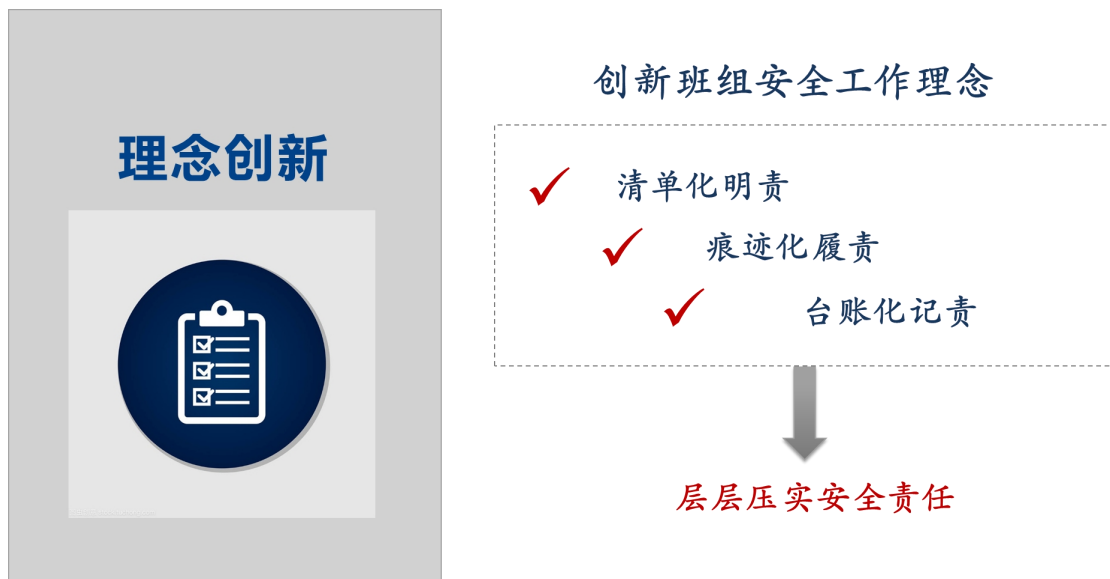 理念创新
创新班组安全工作理念
清单化明责
痕迹化履责
台账化记责
层层压实安全责任